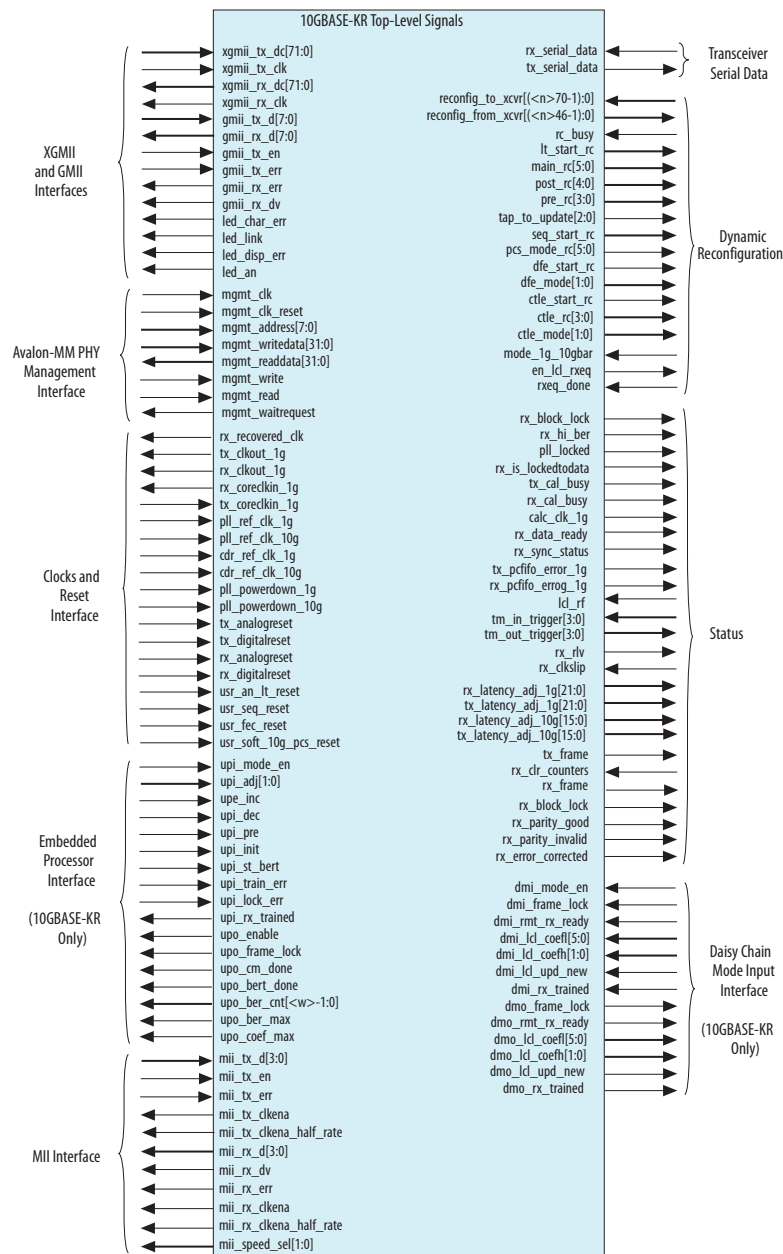 10GBASE-KR Top-Level Signals
XGMII
and GMII
Interfaces
xgmii_tx_dc[71:0]
xgmii_tx_clk
xgmii_rx_dc[71:0]
xgmii_rx_clk
gmii_tx_d[7:0]
gmii_rx_d[7:0]
gmii_tx_en
gmii_tx_err
gmii_rx_err
gmii_rx_dv
led_char_err
led_link
led_disp_err
led_an
Avalon-MM PHY
Management
Interface
mgmt_clk
mgmt_clk_reset
mgmt_address[7:0]
mgmt_writedata[31:0]
mgmt_readdata[31:0]
mgmt_write
mgmt_read
mgmt_waitrequest
Clocks and
Reset
Interface
rx_recovered_clk
tx_clkout_1g
rx_clkout_1g
rx_coreclkin_1g
tx_coreclkin_1g
pll_ref_clk_1g
pll_ref_clk_10g
cdr_ref_clk_1g
cdr_ref_clk_10g
pll_powerdown_1g
pll_powerdown_10g
tx_analogreset
tx_digitalreset
rx_analogreset
rx_digitalreset
usr_an_lt_reset
usr_seq_reset
usr_fec_reset
usr_soft_10g_pcs_reset
Embedded
Processor
Interface
(10GBASE-KR
Only)
upi_mode_en
upi_adj[1:0]
upe_inc
upi_dec
upi_pre
upi_init
upi_st_bert
upi_train_err
upi_lock_err
upi_rx_trained
upo_enable
upo_frame_lock
upo_cm_done
upo_bert_done
upo_ber_cnt[<w>-1:0]
upo_ber_max
upo_coef_max
MII Interface
mii_tx_d[3:0]
mii_tx_en
mii_tx_err
mii_tx_clkena
mii_tx_clkena_half_rate
mii_rx_d[3:0]
mii_rx_dv
mii_rx_err
mii_rx_clkena
mii_rx_clkena_half_rate
mii_speed_sel[1:0]
rx_serial_data
tx_serial_data
Transceiver
Serial Data
reconfig_to_xcvr[(<n>70-1):0]
reconfig_from_xcvr[(<n>46-1):0]
rc_busy
lt_start_rc
main_rc[5:0]
post_rc[4:0]
pre_rc[3:0]
tap_to_update[2:0]
seq_start_rc
pcs_mode_rc[5:0]
dfe_start_rc
dfe_mode[1:0]
ctle_start_rc
ctle_rc[3:0]
ctle_mode[1:0]
mode_1g_10gbar
en_lcl_rxeq
rxeq_done
Dynamic
Reconfiguration
rx_block_lock
rx_hi_ber
pll_locked
rx_is_lockedtodata
tx_cal_busy
rx_cal_busy
calc_clk_1g
rx_data_ready
rx_sync_status
tx_pcfifo_error_1g
rx_pcfifo_errog_1g
lcl_rf
tm_in_trigger[3:0]
tm_out_trigger[3:0]
rx_rlv
rx_clkslip
rx_latency_adj_1g[21:0]
tx_latency_adj_1g[21:0]
rx_latency_adj_10g[15:0]
tx_latency_adj_10g[15:0]
tx_frame
rx_clr_counters
rx_frame
rx_block_lock
rx_parity_good
rx_parity_invalid
rx_error_corrected
Status
dmi_mode_en
dmi_frame_lock
dmi_rmt_rx_ready
dmi_lcl_coefl[5:0]
dmi_lcl_coefh[1:0]
dmi_lcl_upd_new
dmi_rx_trained
dmo_frame_lock
dmo_rmt_rx_ready
dmo_lcl_coefl[5:0]
dmo_lcl_coefh[1:0]
dmo_lcl_upd_new
dmo_rx_trained
Daisy Chain
Mode Input
Interface
(10GBASE-KR
Only)